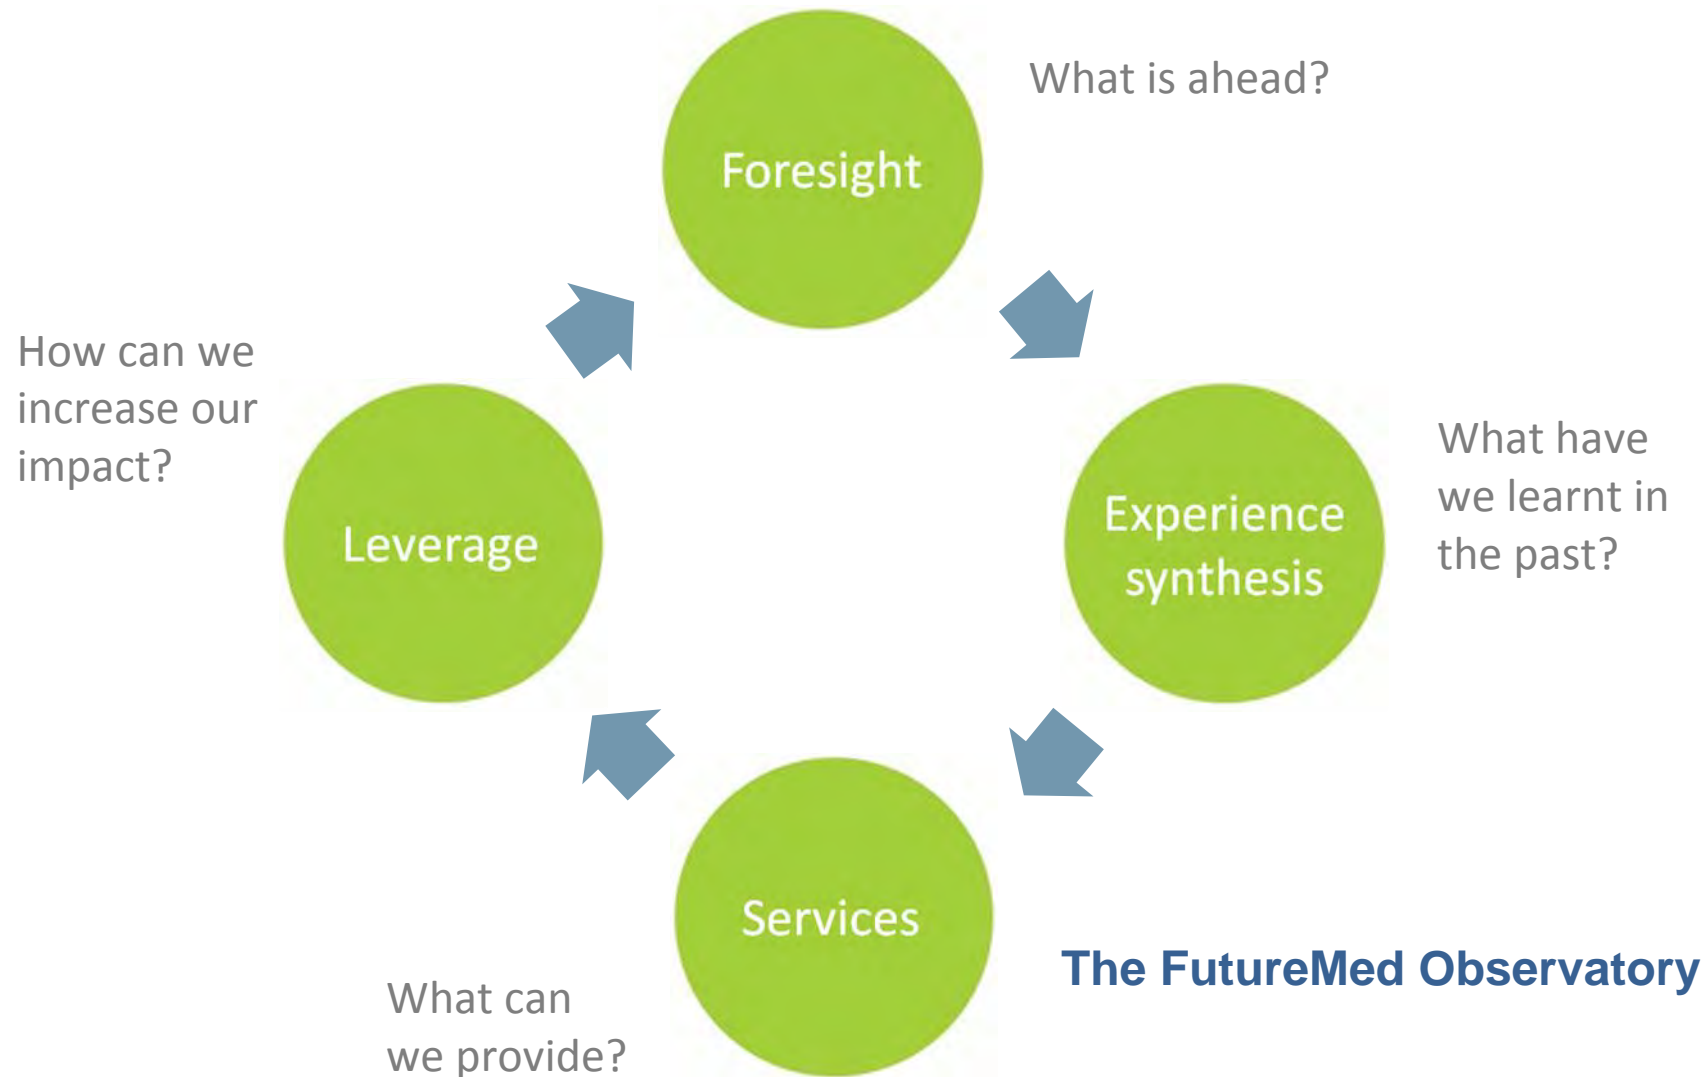 What is ahead?
Foresight
How can we
increase our
impact?
Leverage
Experience
synthesis
What have
we learnt in
the past?
Services
The FutureMed Observatory
What can
we provide?